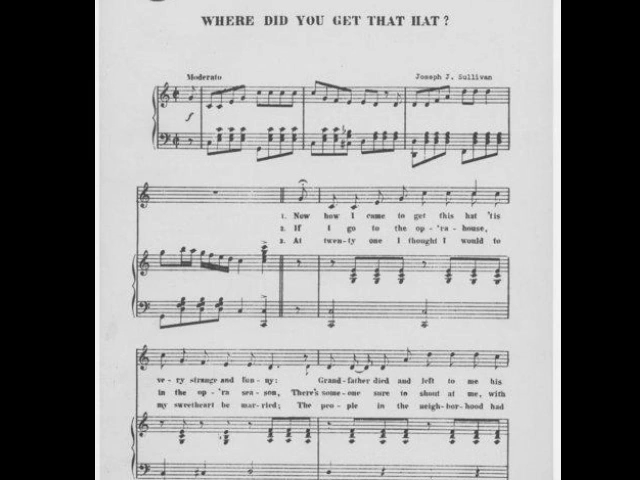 WHERE DID YOU GET THAT HAT?
Moderato
Joseph J. Sullivan
f
1. Now how I came to get this hat 'tis
2. If I go to the op-'ra-house,
3. At twen-ty one I thought I would to
ve-ry strange and fun-ny: Grand-father died and left to me his
in the op-'ra sea-son, There's some-one sure to shout at me, with
my sweetheart be mar-ried; The peo-ple in the neigh-bor-hood had